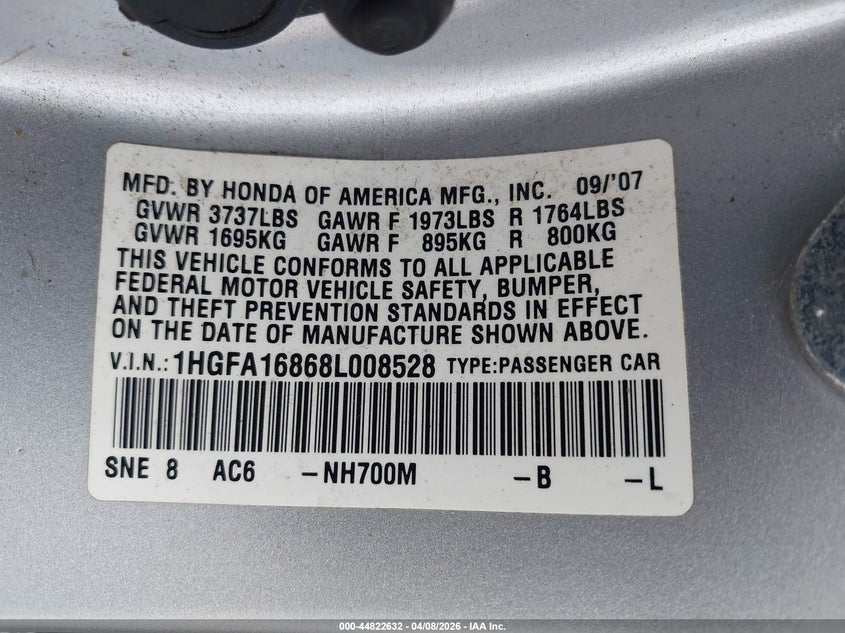 MFD. BY HONDA OF AMERICA MFG., INC. 09/'07
GVWR 3737LBS GAWR F 1973LBS R 1764LBS
GVWR 1695KG GAWR F 895KG R 800KG
THIS VEHICLE CONFORMS TO ALL APPLICABLE
FEDERAL MOTOR VEHICLE SAFETY, BUMPER,
AND THEFT PREVENTION STANDARDS IN EFFECT
ON THE DATE OF MANUFACTURE SHOWN ABOVE.
V.I.N.: 1HGFA16868L008528 TYPE:PASSENGER CAR
SNE 8 AC6 -NH700M -B -L
000-44822632 - 04/08/2026 - IAA Inc.